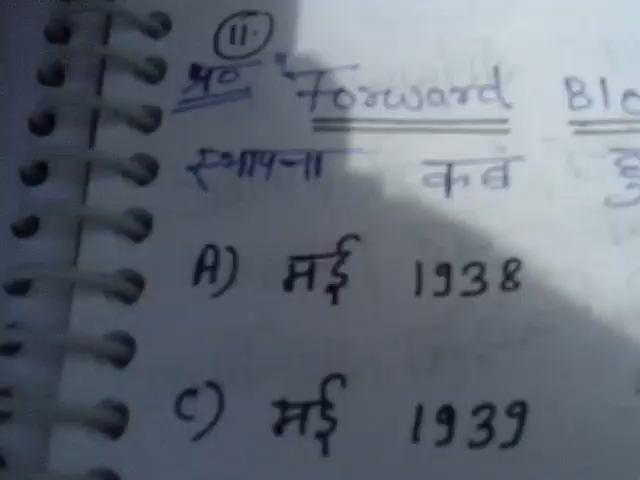 11.
प्र० "Forward Blo
स्थापना कब हु
A) मई 1938
C) मई 1939